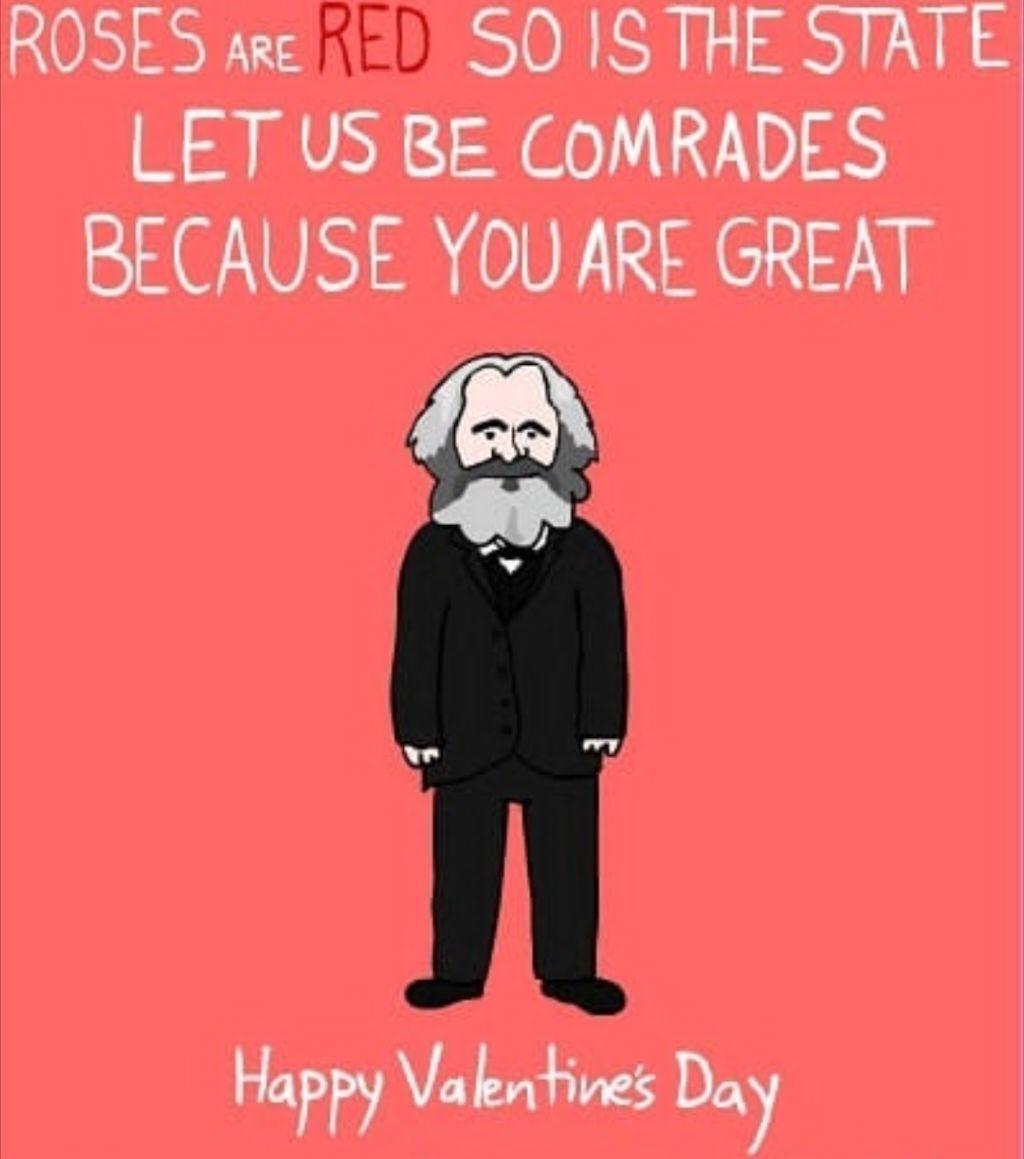 ROSES ARE RED SO IS THE STATE
LET US BE COMRADES
BECAUSE YOU ARE GREAT
Happy Valentine's Day